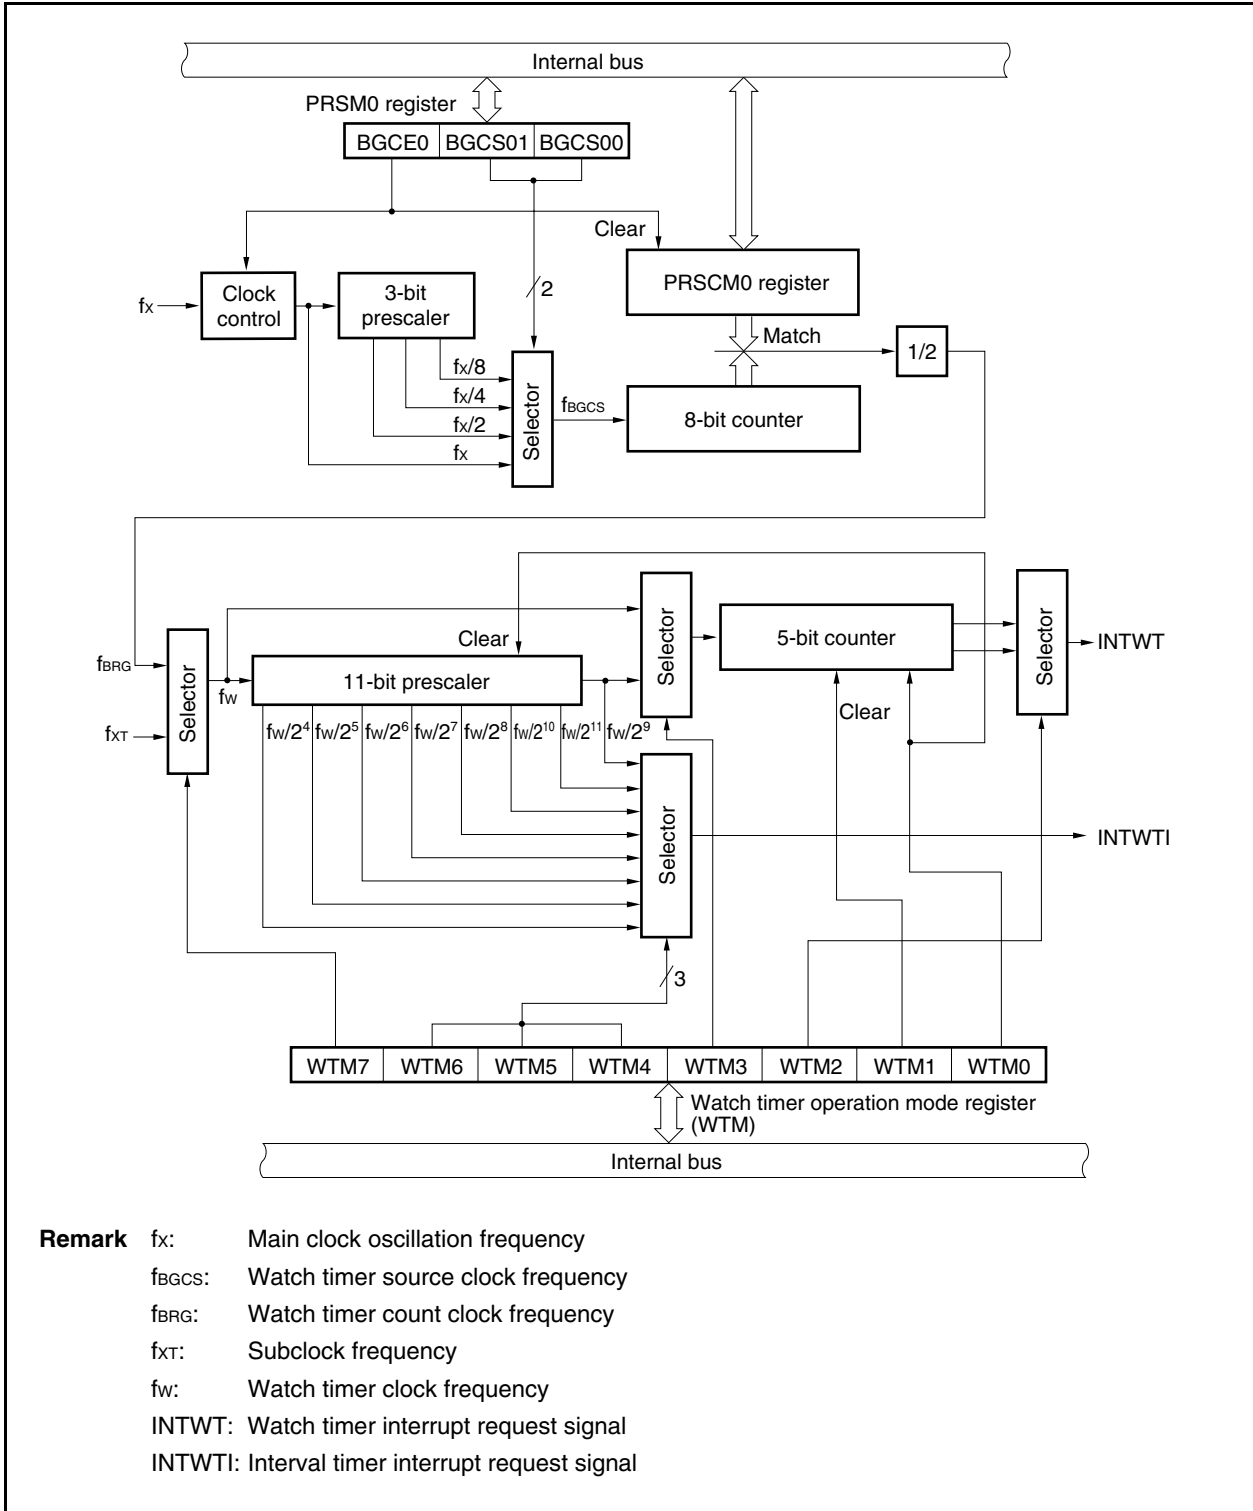 Internal bus
PRSM0 register
BGCE0 BGCS01 BGCS00
Clear
2
PRSCM0 register
fX
Clock
control
3-bit
prescaler
Match
1/2
fX/8
fX/4
fX/2
fX
Selector
fBGCS
8-bit counter
Selector
5-bit counter
Selector
INTWT
Clear
fBRG
Selector
fW
11-bit prescaler
fXT
Clear
fW/2⁴ fW/2⁵ fW/2⁶ fW/2⁷ fW/2⁸ fW/2¹⁰ fW/2¹¹ fW/2⁹
Selector
INTWTI
3
WTM7 WTM6 WTM5 WTM4 WTM3 WTM2 WTM1 WTM0
Watch timer operation mode register
(WTM)
Internal bus
Remark fX: Main clock oscillation frequency
fBGCS: Watch timer source clock frequency
fBRG: Watch timer count clock frequency
fXT: Subclock frequency
fW: Watch timer clock frequency
INTWT: Watch timer interrupt request signal
INTWTI: Interval timer interrupt request signal